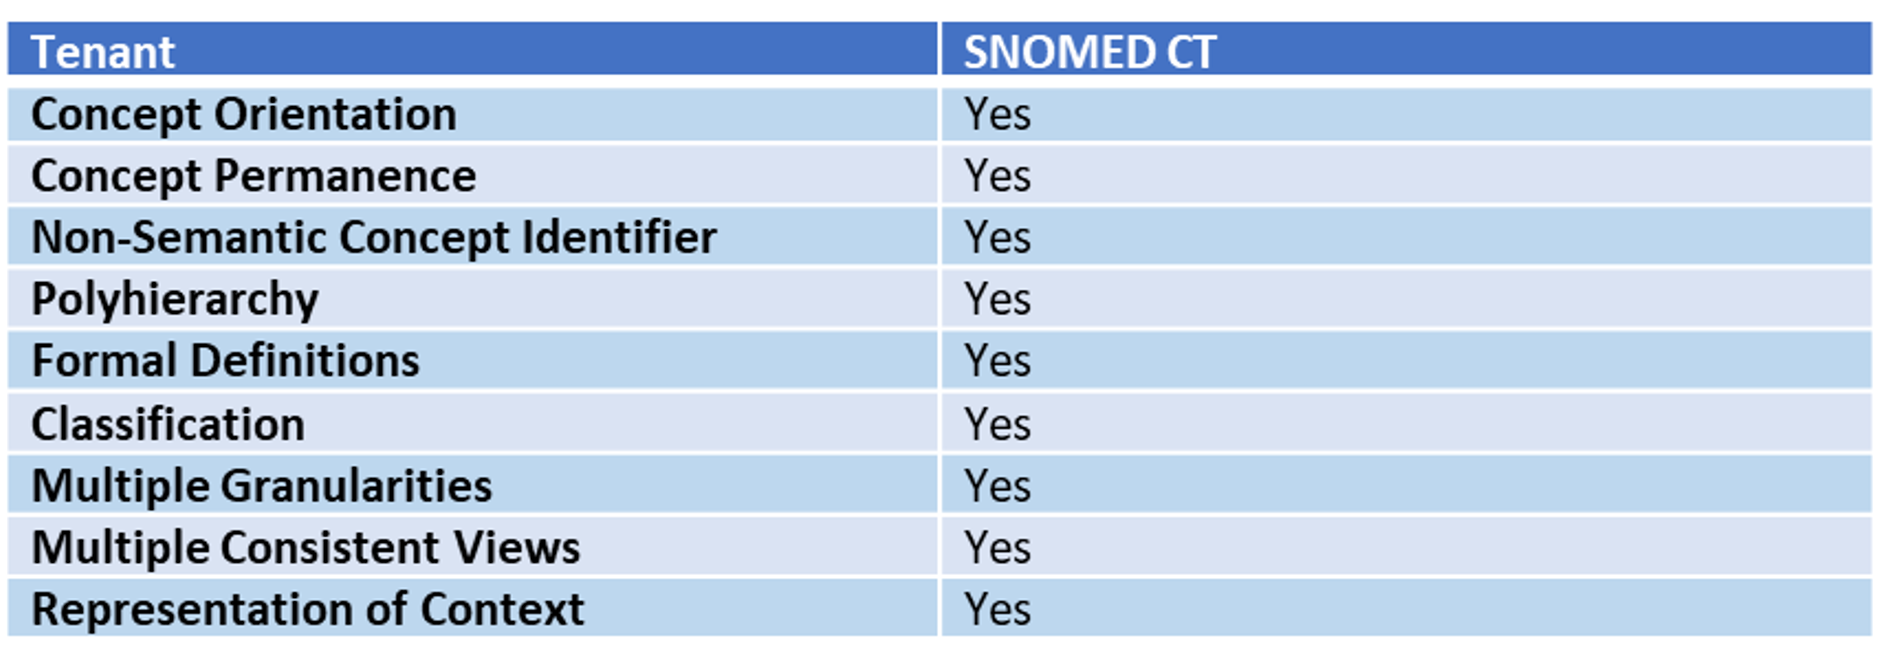 Tenant SNOMED CT
Concept Orientation Yes
Concept Permanence Yes
Non-Semantic Concept Identifier Yes
Polyhierarchy Yes
Formal Definitions Yes
Classification Yes
Multiple Granularities Yes
Multiple Consistent Views Yes
Representation of Context Yes